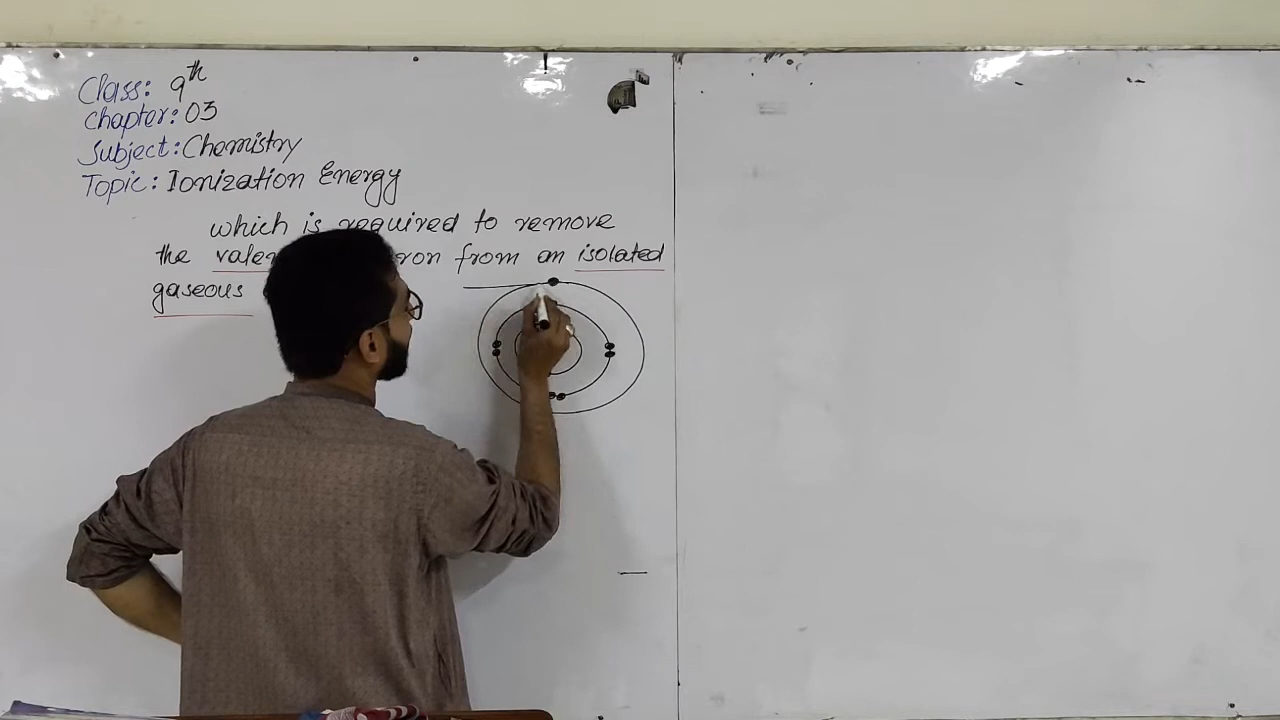 Class: 9th
Chapter: 03
Subject: Chemistry
Topic: Ionization Energy
which is required to remove
the from an isolated
gaseous